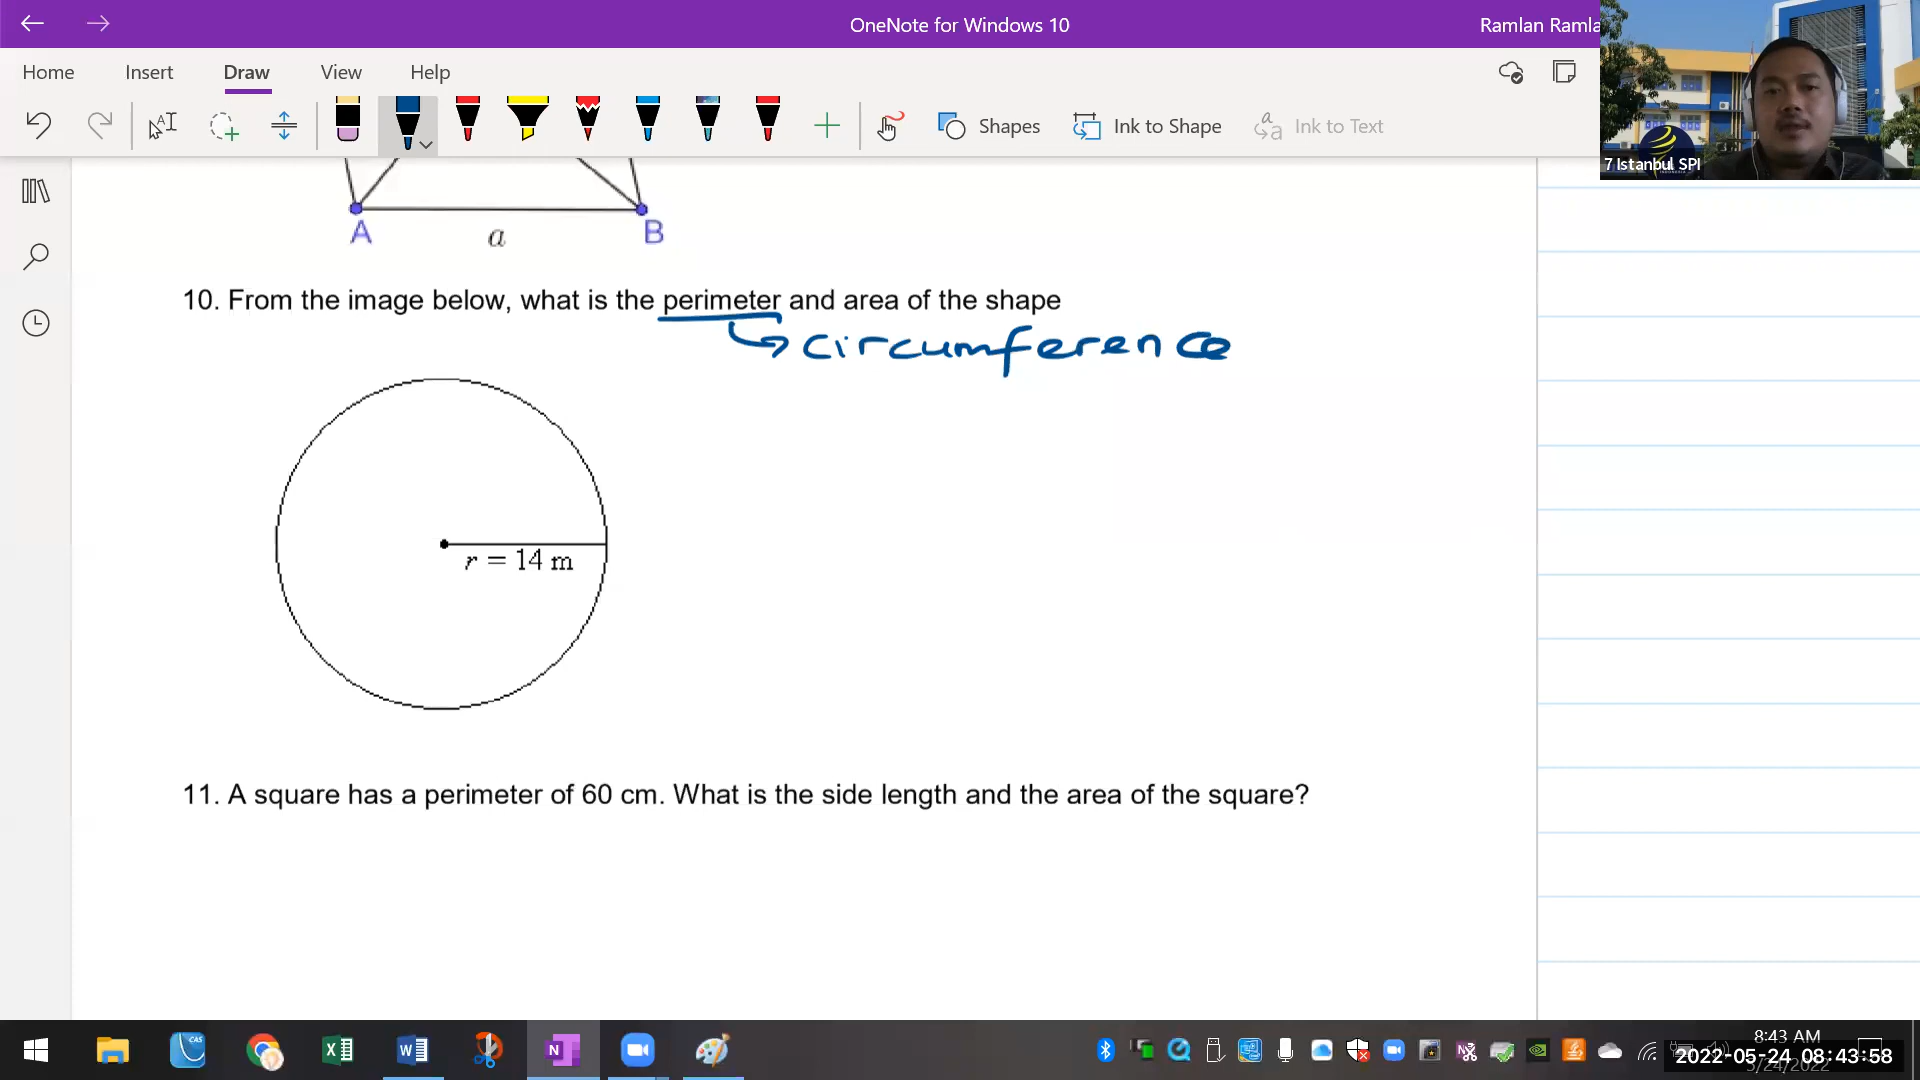 OneNote for Windows 10
Ramlan Ramla
Home Insert Draw View Help
Shapes Ink to Shape Ink to Text
7 Istanbul SPI
A
a
B
10. From the image below, what is the perimeter and area of the shape
circumference
r = 14 m
11. A square has a perimeter of 60 cm. What is the side length and the area of the square?
8:43 AM
2022-05-24 08:43:58
5/24/2022